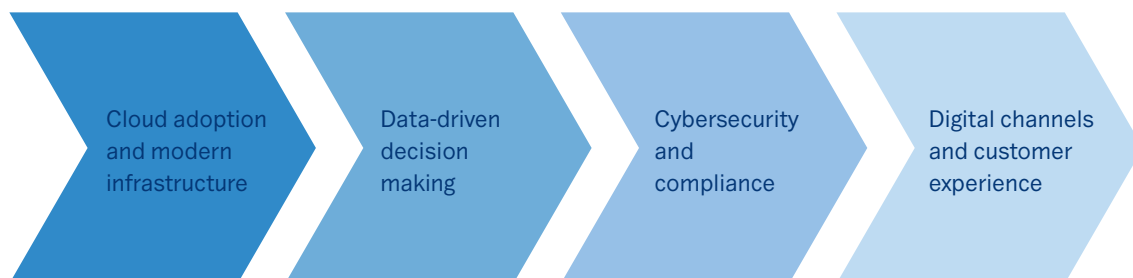 Cloud adoption
and modern
infrastructure
Data-driven
decision
making
Cybersecurity
and
compliance
Digital channels
and customer
experience